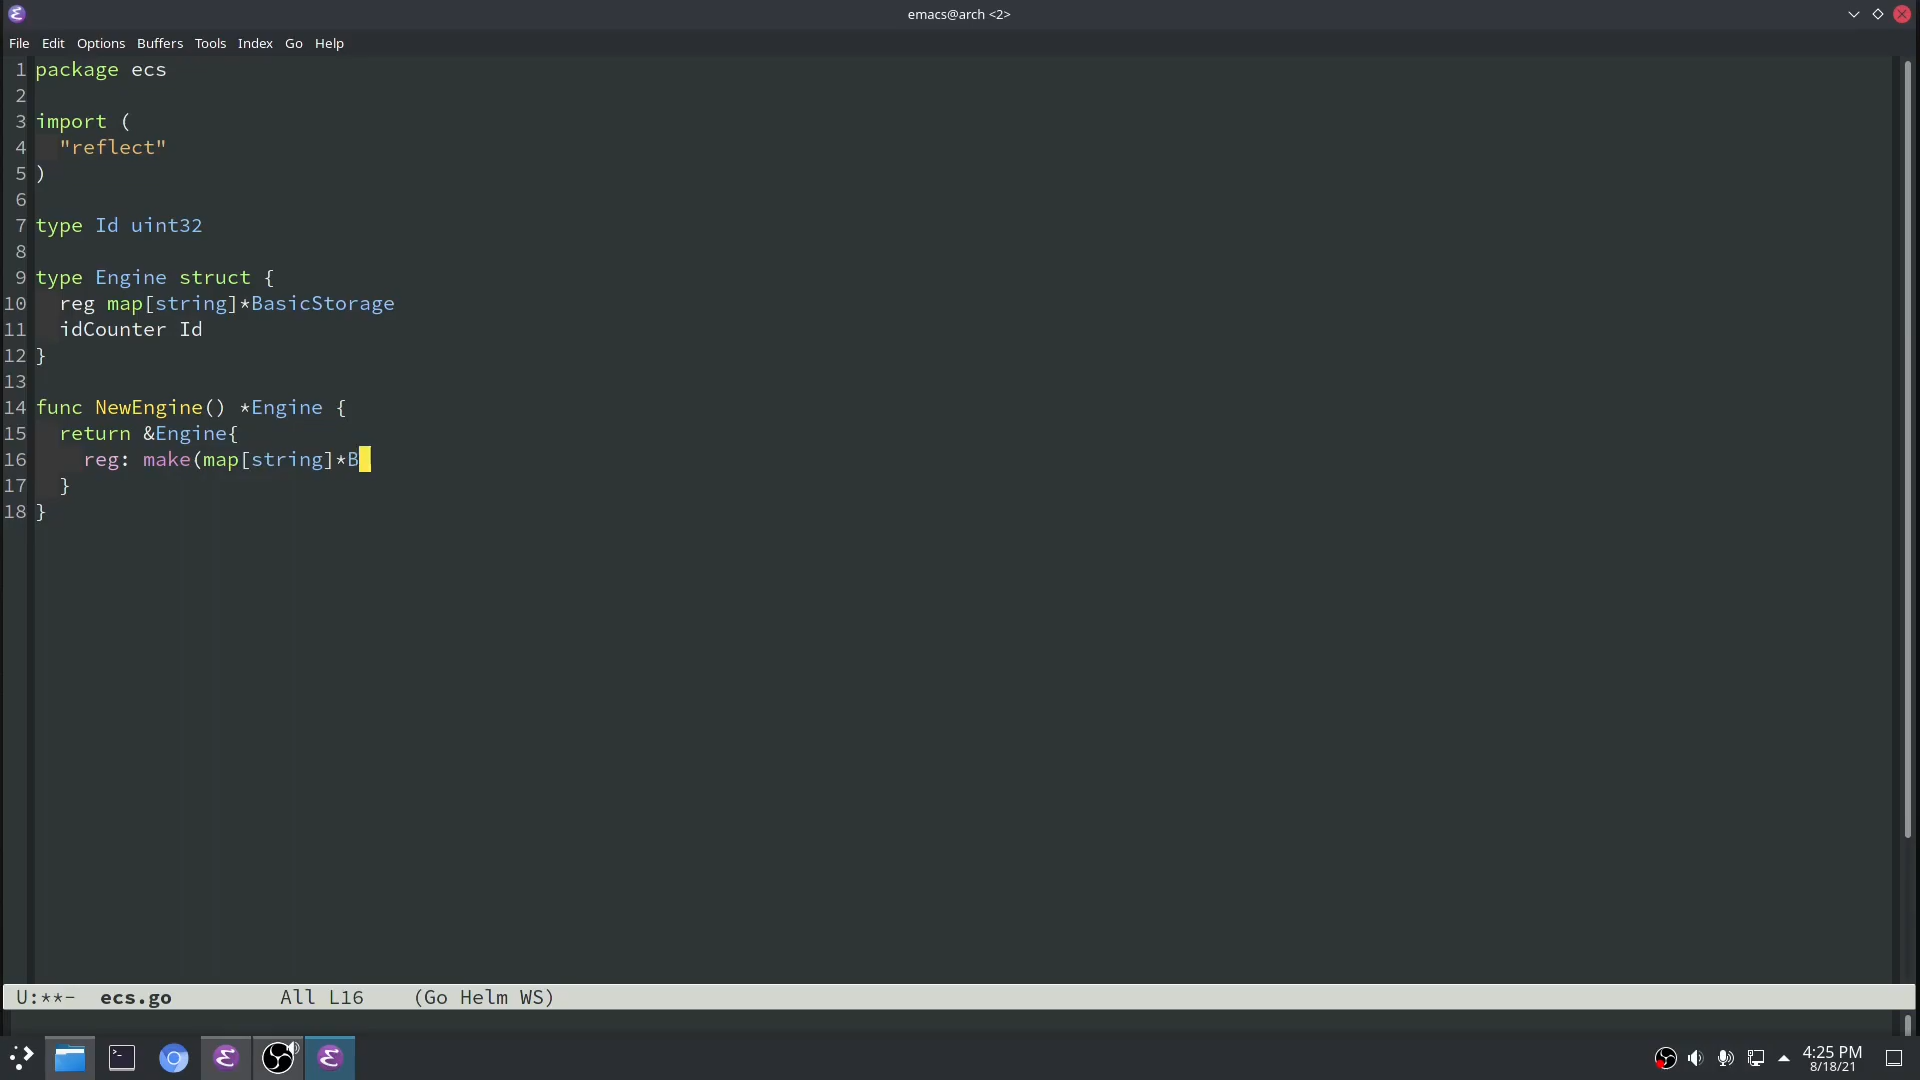 emacs@arch <2>
File Edit Options Buffers Tools Index Go Help
1 package ecs
2
3 import (
4   "reflect"
5 )
6
7 type Id uint32
8
9 type Engine struct {
10   reg map[string]*BasicStorage
11   idCounter Id
12 }
13
14 func NewEngine() *Engine {
15   return &Engine{
16     reg: make(map[string]*B
17   }
18 }
U:**-  ecs.go         All L16    (Go Helm WS)
4:25 PM
8/18/21